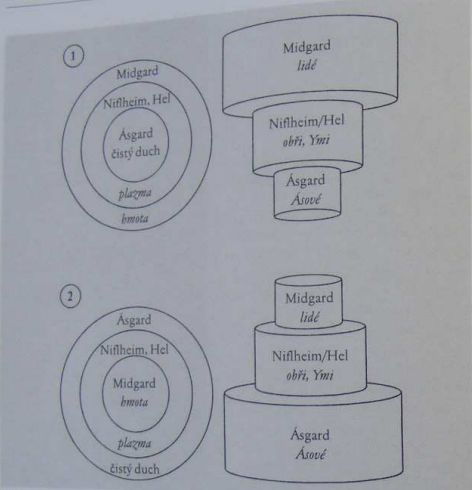 1
Midgard
Niflheim, Hel
Ásgard
čistý duch
plazma
hmota
Midgard
lidé
Niflheim/Hel
obři, Ymi
Ásgard
Ásové
2
Ásgard
Niflheim, Hel
Midgard
hmota
plazma
čistý duch
Midgard
lidé
Niflheim/Hel
obři, Ymi
Ásgard
Ásové